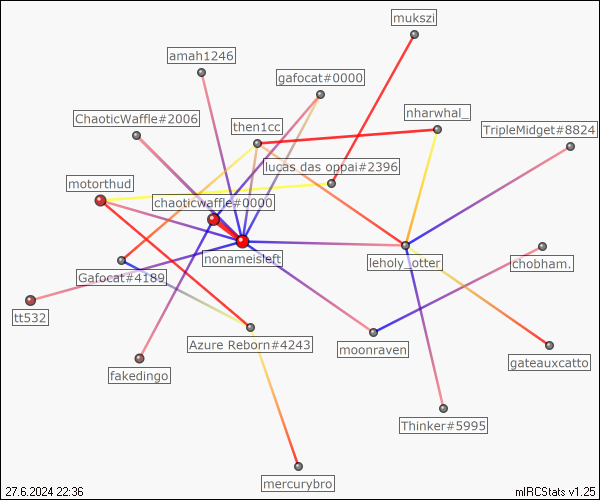 mukszi
amah1246
gafocat#0000
nharwhal_
ChaoticWaffle#2006
then1cc
TripleMidget#8824
lucas das oppai#2396
motorthud
chaoticwaffle#0000
nonameisleft
leholy_otter
chobham.
Gafocat#4189
tt532
Azure Reborn#4243
moonraven
gateauxcatto
fakedingo
Thinker#5995
mercurybro
27.6.2024 22:36
mIRCStats v1.25